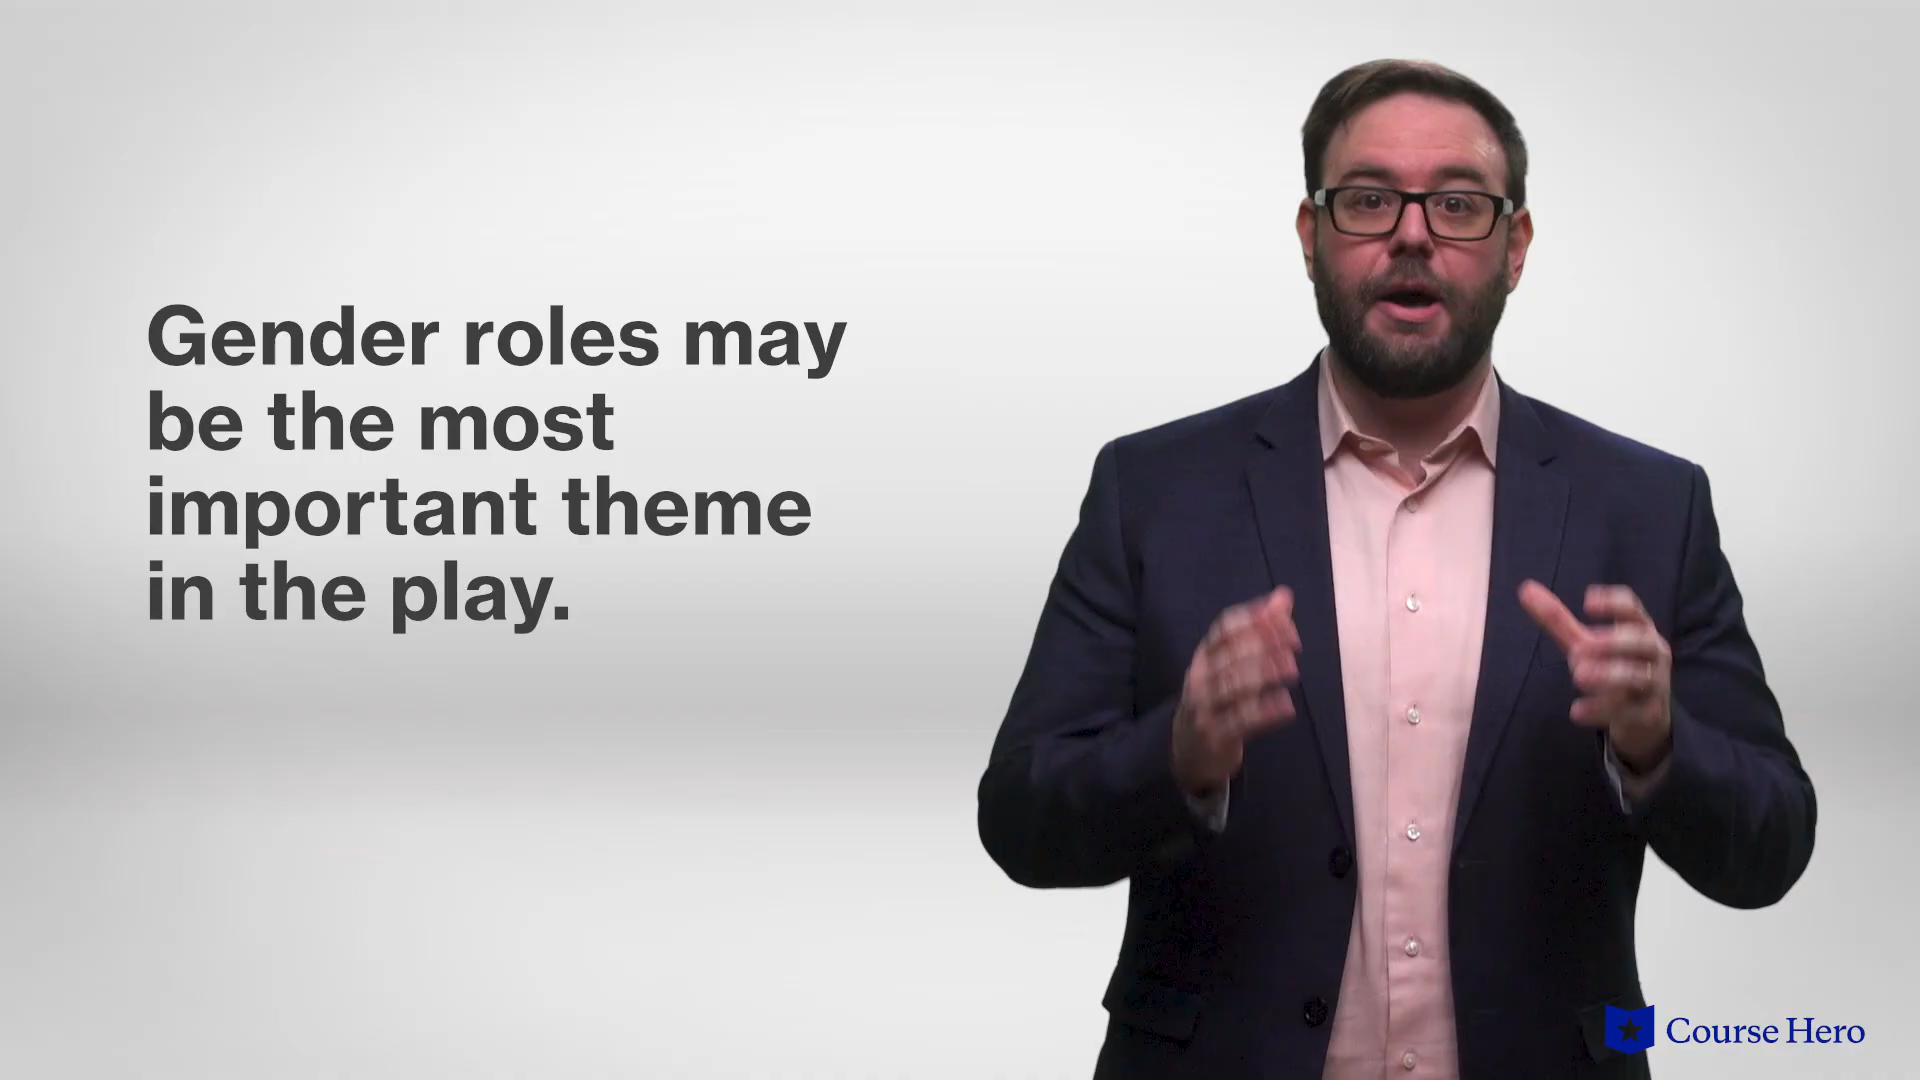 Gender roles may
be the most
important theme
in the play.
Course Hero